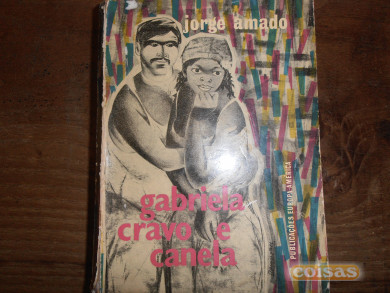 jorge amado
gabriela
cravo e
canela
PUBLICAÇÕES EUROPA-AMÉRICA
coisas